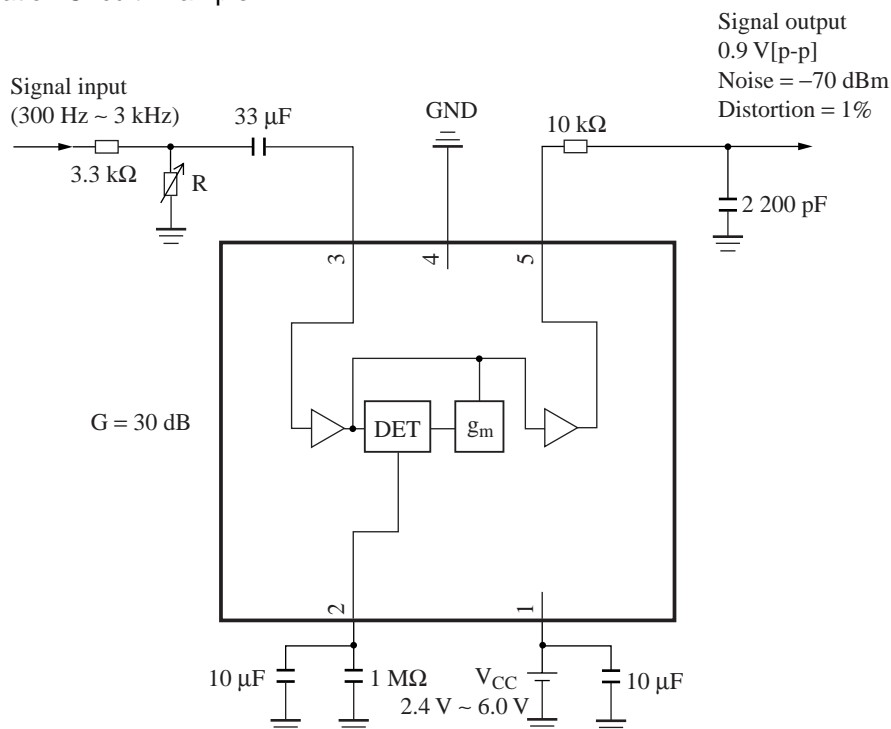 Signal output
0.9 V[p-p]
Noise = −70 dBm
Distortion = 1%
Signal input
(300 Hz ~ 3 kHz)
33 µF
GND
10 kΩ
3.3 kΩ
R
2 200 pF
3
4
5
G = 30 dB
DET
gm
2
1
10 µF
1 MΩ
VCC
2.4 V ~ 6.0 V
10 µF